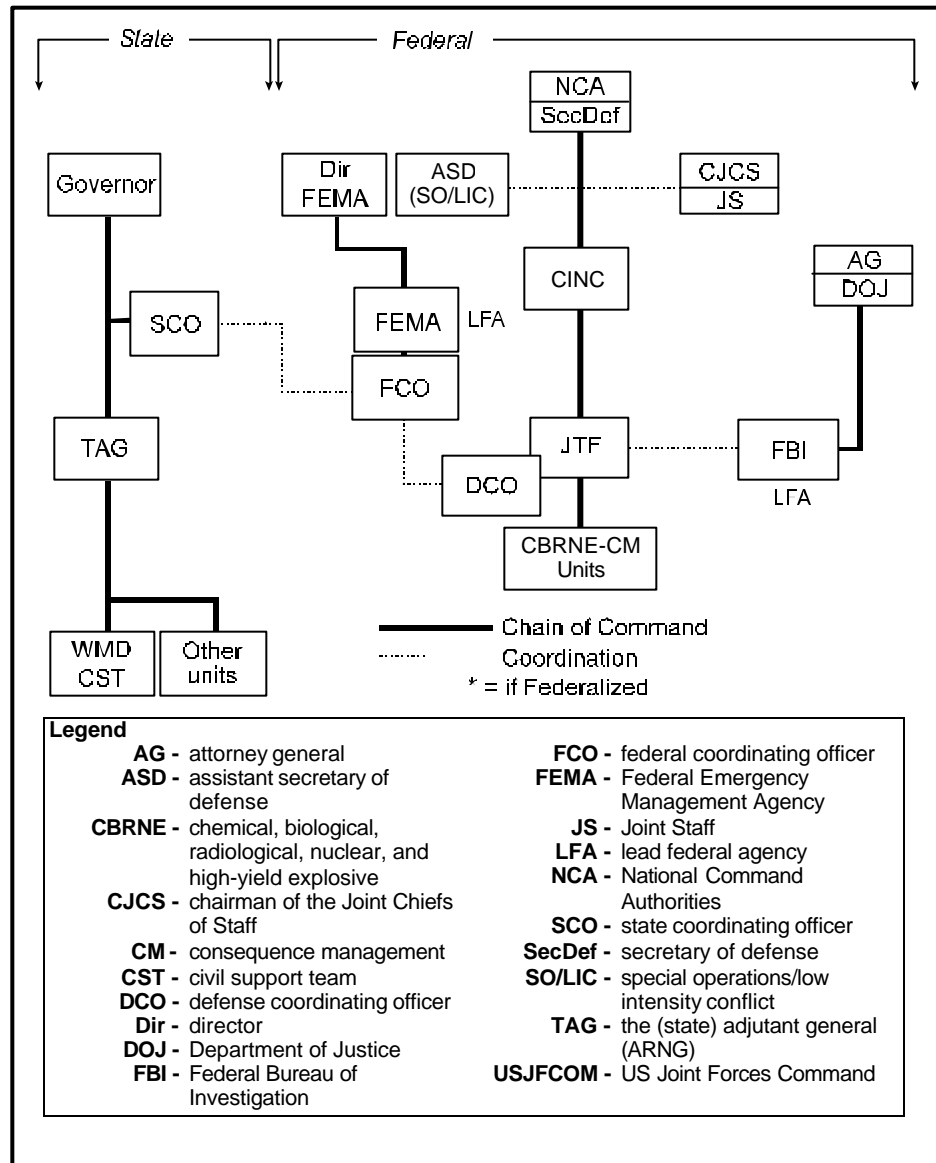 State
Federal
NCA
SecDef
Governor
Dir
FEMA
ASD
(SO/LIC)
CJCS
JS
CINC
AG
DOJ
SCO
FEMA
LFA
FCO
TAG
JTF
FBI
DCO
LFA
CBRNE-CM
Units
WMD
CST
Other
units
Chain of Command
Coordination
* = if Federalized
Legend
AG - attorney general
ASD - assistant secretary of
defense
CBRNE - chemical, biological,
radiological, nuclear, and
high-yield explosive
CJCS - chairman of the Joint Chiefs
of Staff
CM - consequence management
CST - civil support team
DCO - defense coordinating officer
Dir - director
DOJ - Department of Justice
FBI - Federal Bureau of
Investigation
FCO - federal coordinating officer
FEMA - Federal Emergency
Management Agency
JS - Joint Staff
LFA - lead federal agency
NCA - National Command
Authorities
SCO - state coordinating officer
SecDef - secretary of defense
SO/LIC - special operations/low
intensity conflict
TAG - the (state) adjutant general
(ARNG)
USJFCOM - US Joint Forces Command